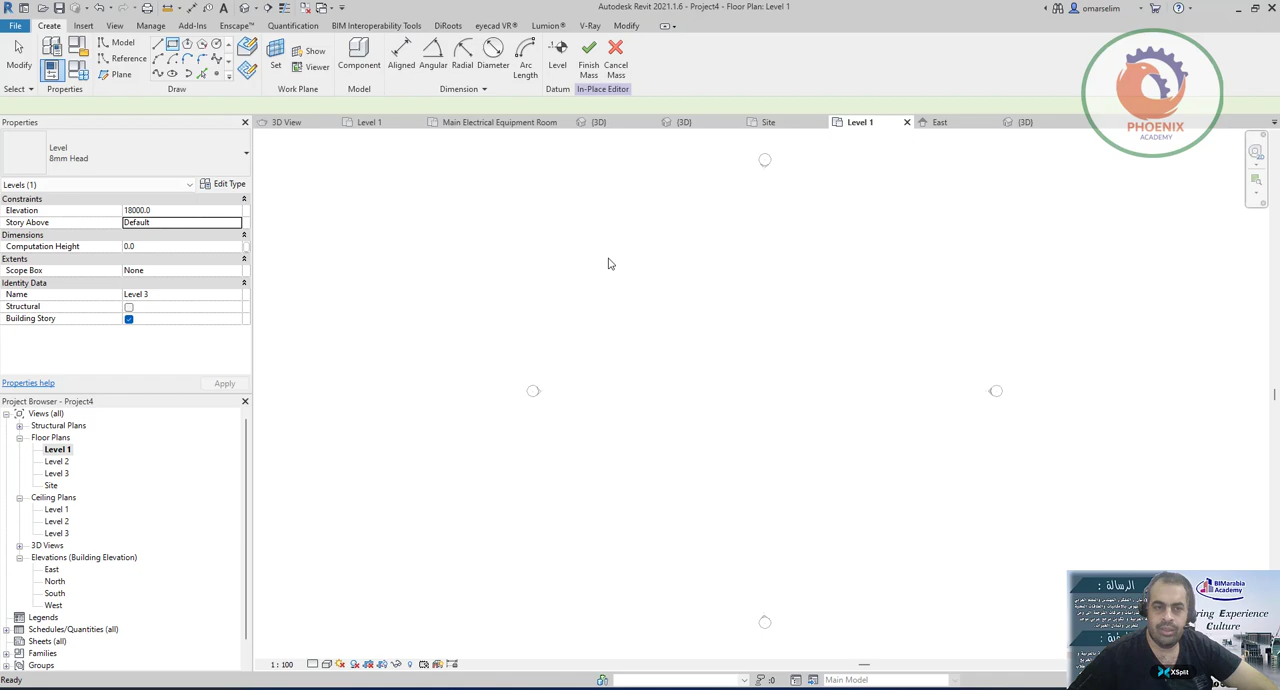 Autodesk Revit 2021.1.6 - Project4 - Floor Plan: Level 1
omarselim
File Create Insert View Manage Add-Ins Enscape™ Quantification BIM Interoperability Tools DiRoots eyecad VR® Lumion® V-Ray Modify
Modify
Model
Reference
Plane
Set
Show
Viewer
Component
Aligned Angular Radial Diameter Arc Length
Level
Finish Mass
Cancel Mass
Select Properties Draw Work Plane Model Dimension Datum In-Place Editor
PHOENIX
ACADEMY
Properties
3D View Level 1 Main Electrical Equipment Room {3D} {3D} Site Level 1 East {3D}
Level
8mm Head
Levels (1) Edit Type
Constraints
Elevation 18000.0
Story Above Default
Dimensions
Computation Height 0.0
Extents
Scope Box None
Identity Data
Name Level 3
Structural
Building Story
Properties help Apply
Project Browser - Project4
Views (all)
Structural Plans
Floor Plans
Level 1
Level 2
Level 3
Site
Ceiling Plans
Level 1
Level 2
Level 3
3D Views
Elevations (Building Elevation)
East
North
South
West
Legends
Schedules/Quantities (all)
Sheets (all)
Families
Groups
1 : 100
Ready
:0
Main Model
الرسالة :
BIMarabia
Academy
ring Experience
Culture
XSplit